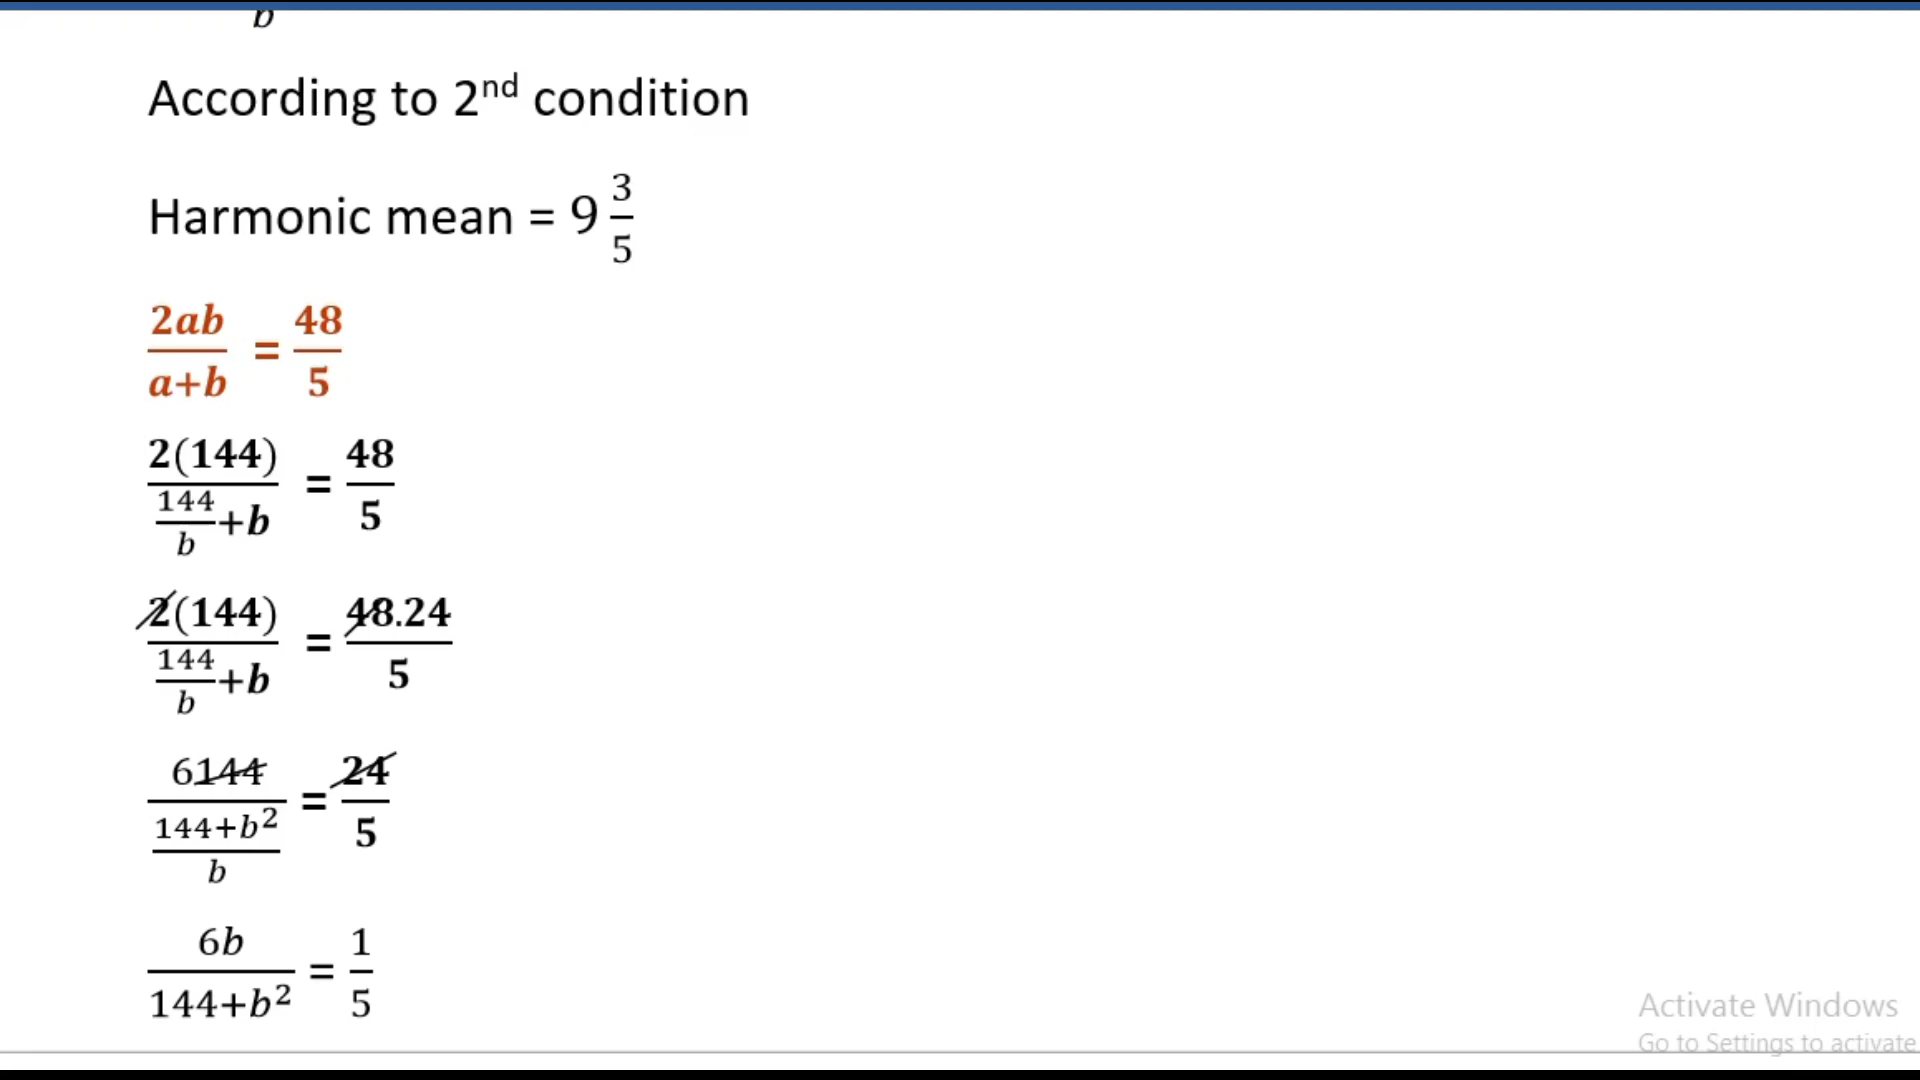 b
According to 2nd condition
Harmonic mean = 9 3/5
2ab/a+b = 48/5
2(144)/(144/b +b) = 48/5
2(144)/(144/b +b) = 48.24/5
6144/((144+b²)/b) = 24/5
6b/144+b² = 1/5
Activate Windows
Go to Settings to activate